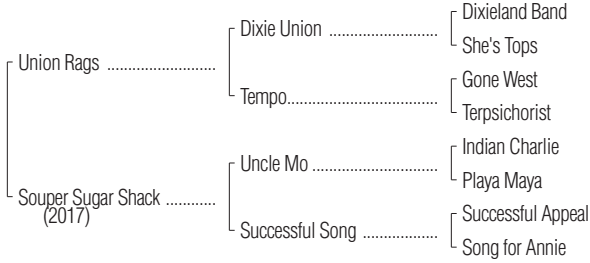 Dixieland Band
Dixie Union ..........................
She's Tops
Union Rags ..........................
Gone West
Tempo....................................
Terpsichorist
Indian Charlie
Uncle Mo ..............................
Playa Maya
Souper Sugar Shack ............
(2017)
Successful Appeal
Successful Song ..................
Song for Annie